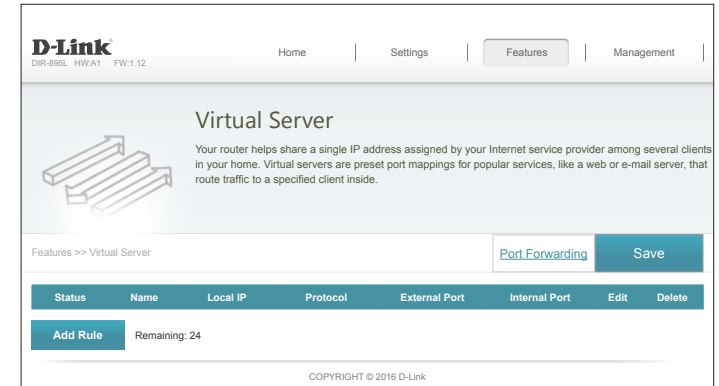 D-Link
DIR-895L HW:A1 FW:1.12
Home
Settings
Features
Management
Virtual Server
Your router helps share a single IP address assigned by your Internet service provider among several clients
in your home. Virtual servers are preset port mappings for popular services, like a web or e-mail server, that
route traffic to a specified client inside.
Features >> Virtual Server
Port Forwarding
Save
Status Name Local IP Protocol External Port Internal Port Edit Delete
Add Rule
Remaining: 24
COPYRIGHT © 2016 D-Link